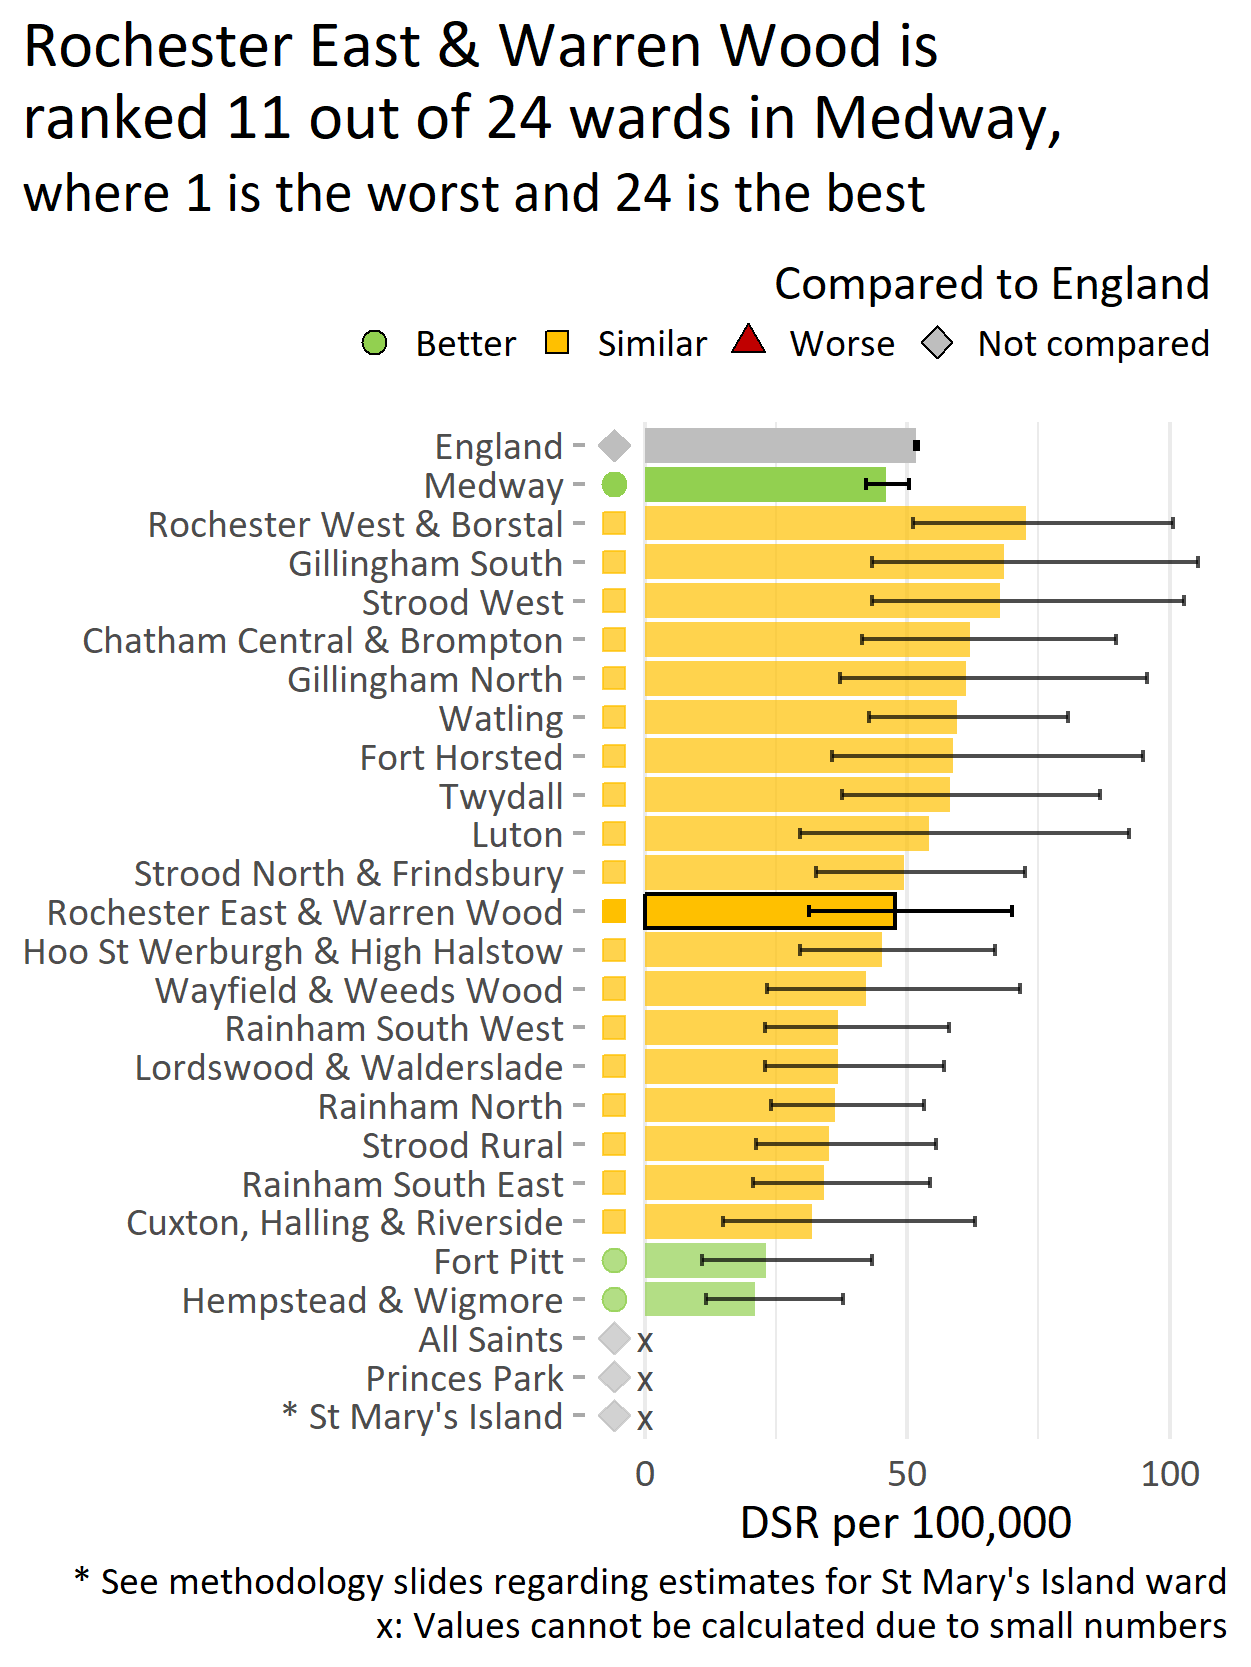 Rochester East & Warren Wood is
ranked 11 out of 24 wards in Medway,
where 1 is the worst and 24 is the best
Compared to England
Better Similar Worse Not compared
England
Medway
Rochester West & Borstal
Gillingham South
Strood West
Chatham Central & Brompton
Gillingham North
Watling
Fort Horsted
Twydall
Luton
Strood North & Frindsbury
Rochester East & Warren Wood
Hoo St Werburgh & High Halstow
Wayfield & Weeds Wood
Rainham South West
Lordswood & Walderslade
Rainham North
Strood Rural
Rainham South East
Cuxton, Halling & Riverside
Fort Pitt
Hempstead & Wigmore
All Saints x
Princes Park x
* St Mary's Island x
0 50 100
DSR per 100,000
* See methodology slides regarding estimates for St Mary's Island ward
x: Values cannot be calculated due to small numbers